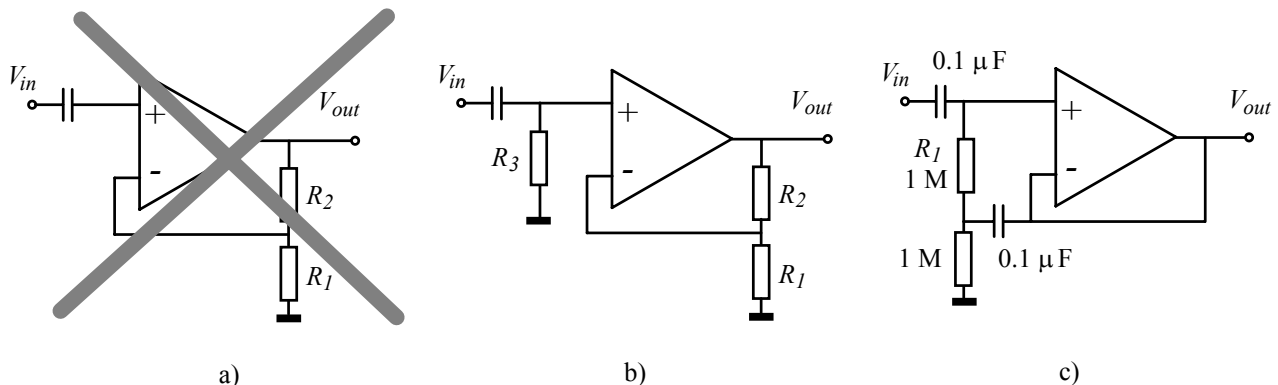 V_in
+
-
V_out
R_2
R_1
a)
V_in
R_3
+
-
V_out
R_2
R_1
b)
V_in
0.1 μF
R_1
1 M
+
-
V_out
1 M
0.1 μF
c)